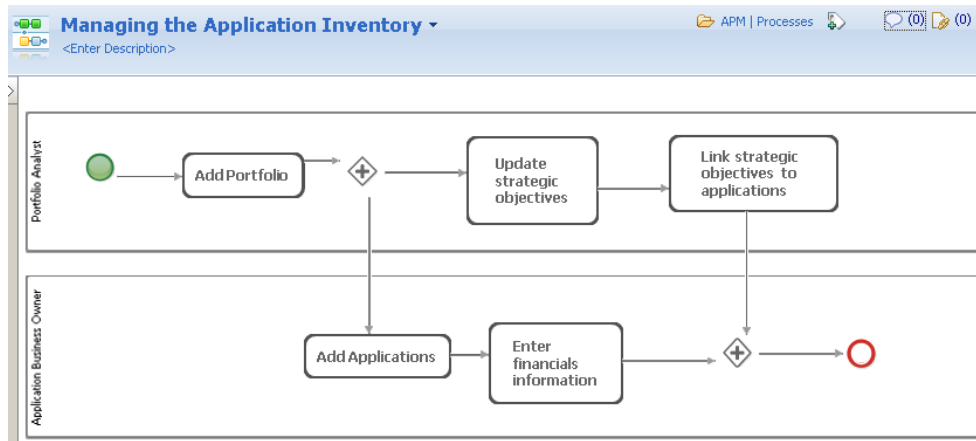 Managing the Application Inventory
APM | Processes
(0)
(0)
<Enter Description>
Portfolio Analyst
Add Portfolio
Update
strategic
objectives
Link strategic
objectives to
applications
Application Business Owner
Add Applications
Enter
financials
information